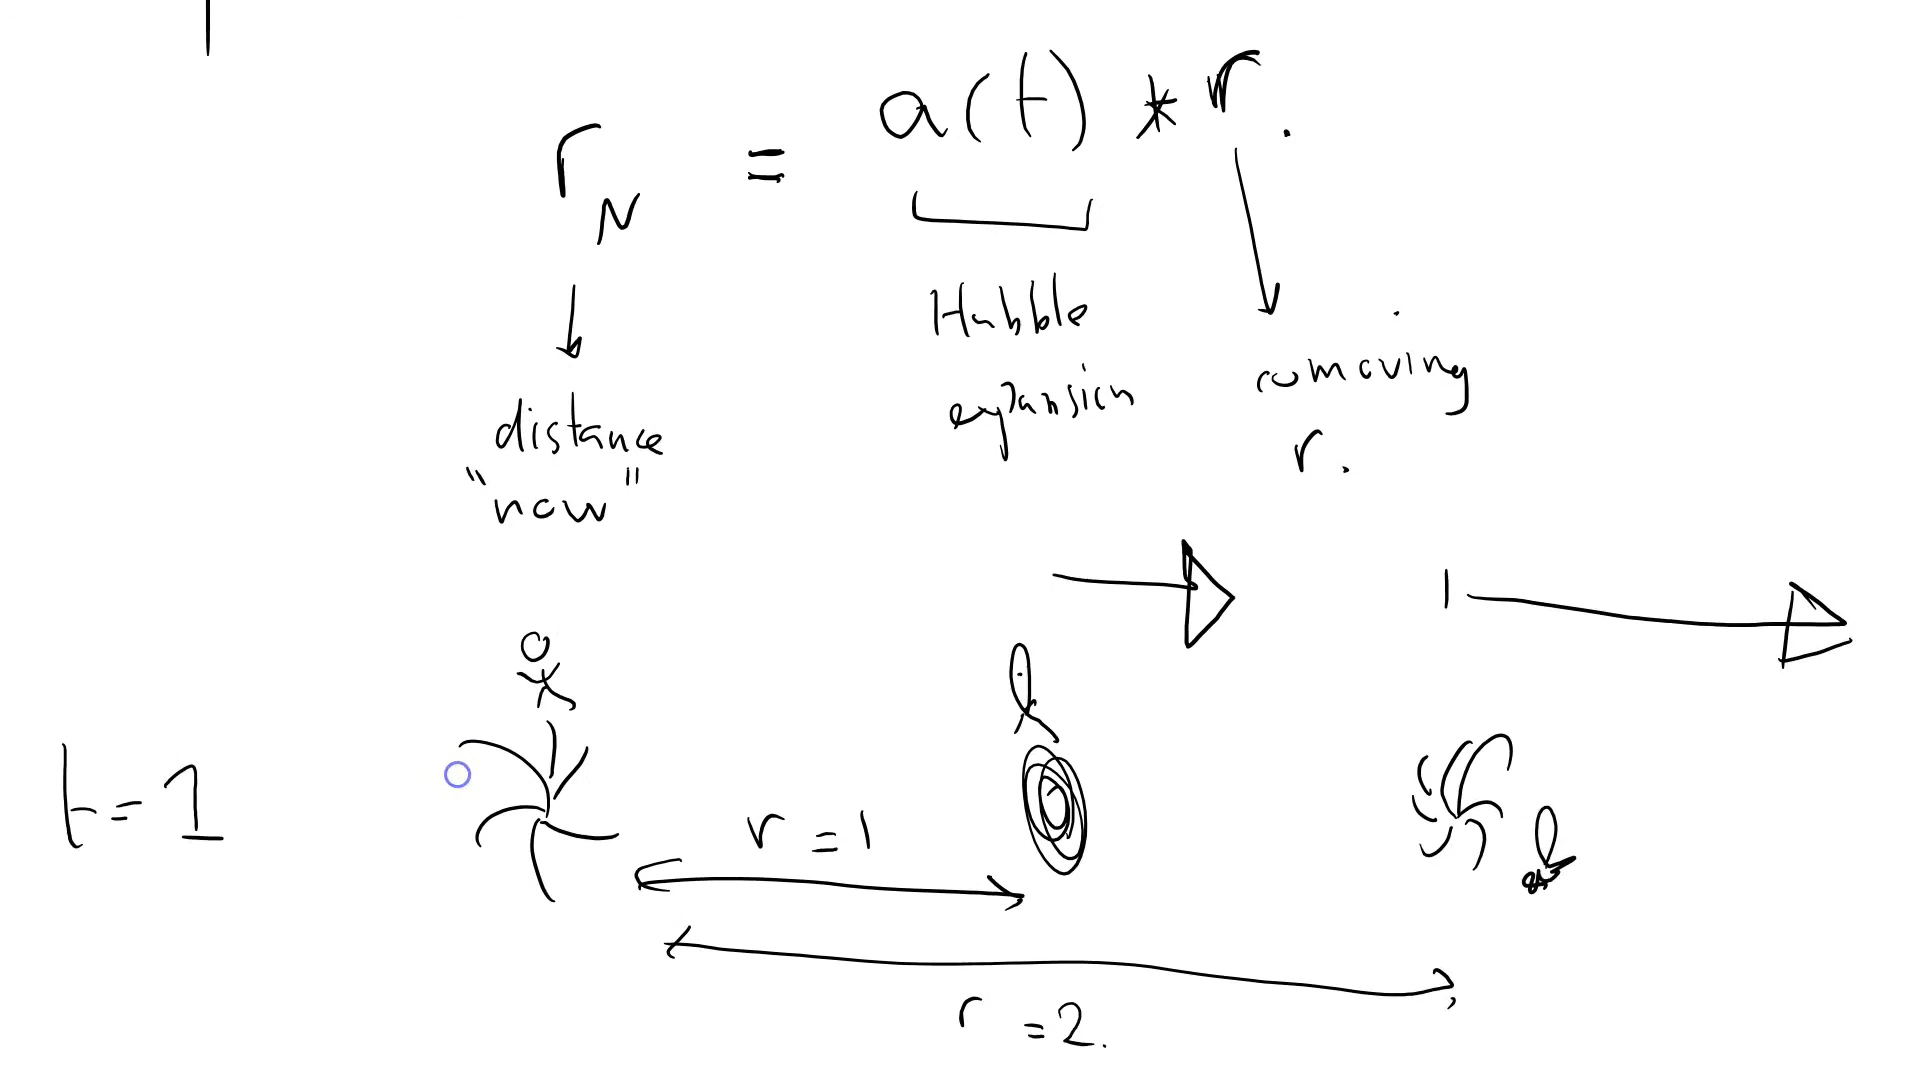 r_N = a(t) * r.
Hubble
expansion
comoving
r.
distance
"now"
t = 1
r = 1
r = 2.